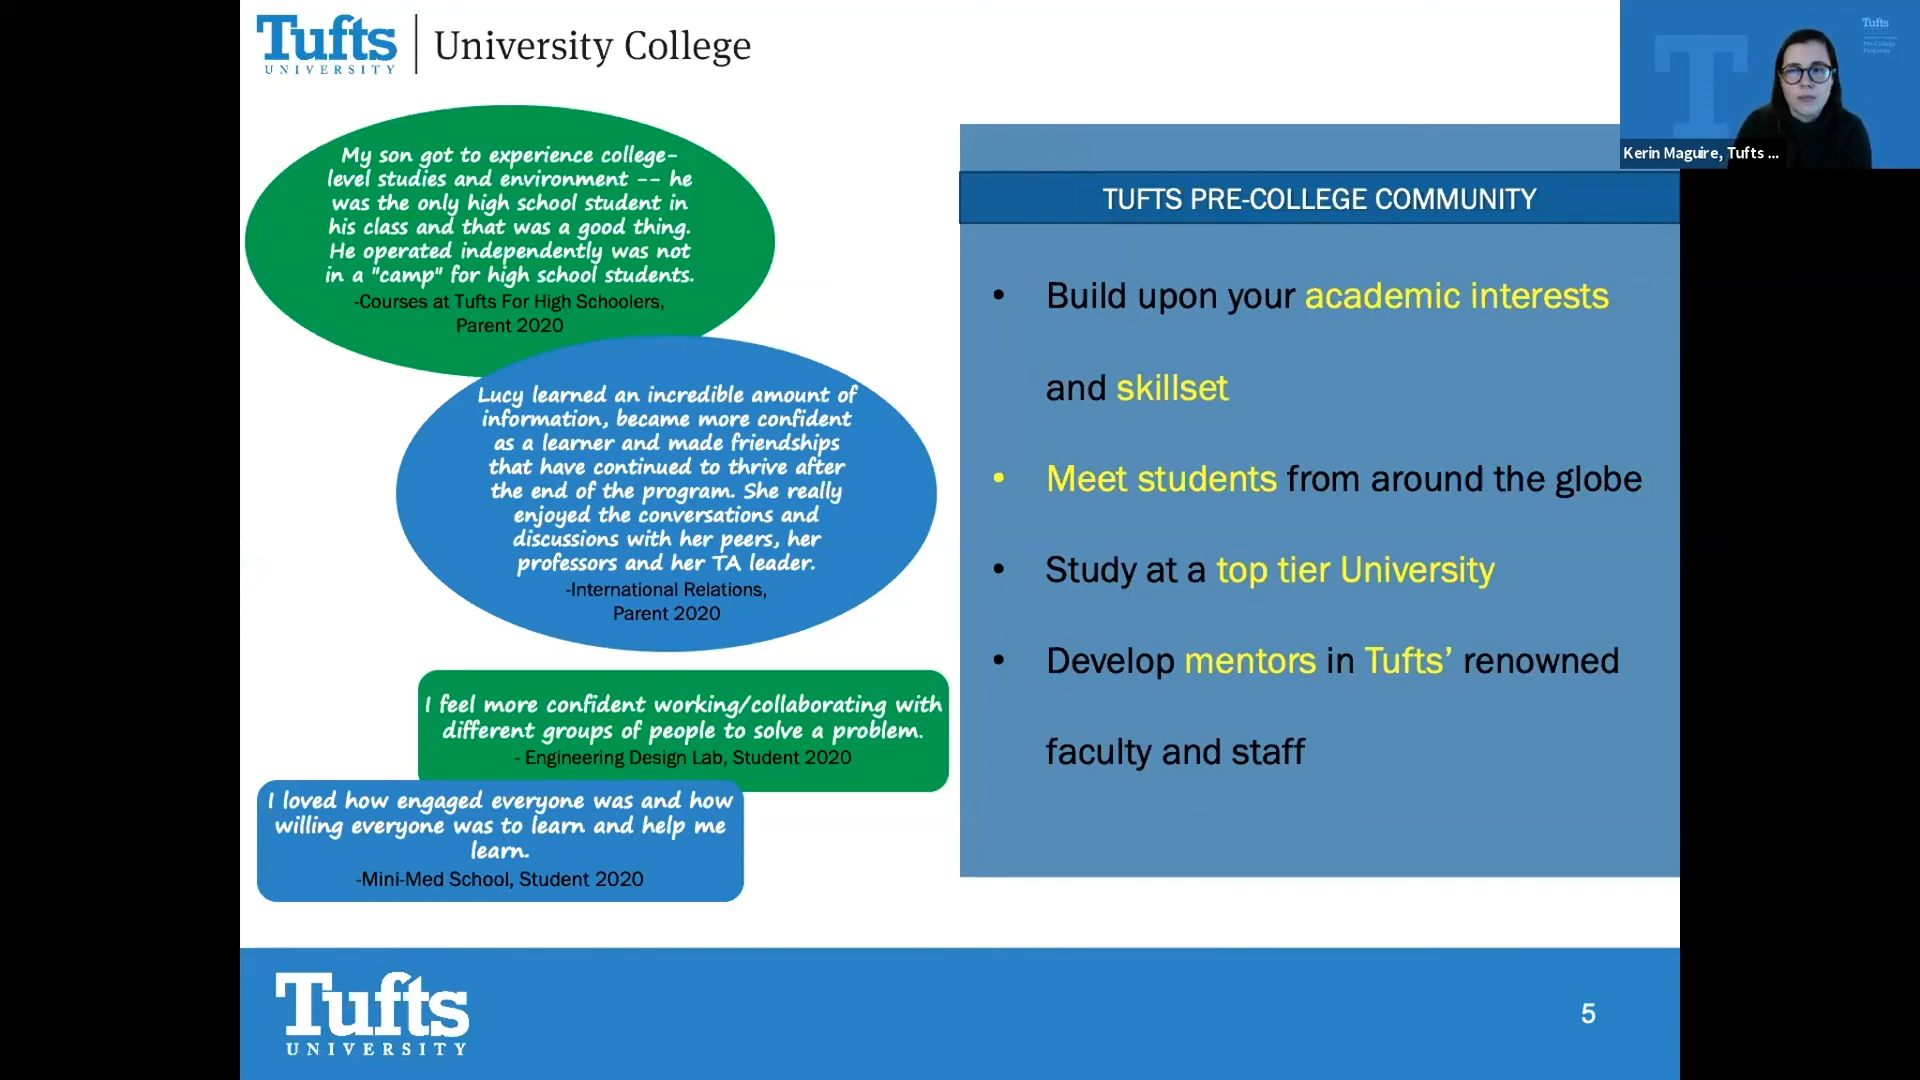 Tufts
UNIVERSITY
University College
My son got to experience college-
level studies and environment -- he
was the only high school student in
his class and that was a good thing.
He operated independently was not
in a "camp" for high school students.
-Courses at Tufts For High Schoolers,
Parent 2020
Lucy learned an incredible amount of
information, became more confident
as a learner and made friendships
that have continued to thrive after
the end of the program. She really
enjoyed the conversations and
discussions with her peers, her
professors and her TA leader.
-International Relations,
Parent 2020
I feel more confident working/collaborating with
different groups of people to solve a problem.
- Engineering Design Lab, Student 2020
I loved how engaged everyone was and how
willing everyone was to learn and help me
learn.
-Mini-Med School, Student 2020
TUFTS PRE-COLLEGE COMMUNITY
• Build upon your academic interests
and skillset
• Meet students from around the globe
• Study at a top tier University
• Develop mentors in Tufts’ renowned
faculty and staff
Tufts
Pre-College
Programs
Kerin Maguire, Tufts ...
Tufts
UNIVERSITY
5